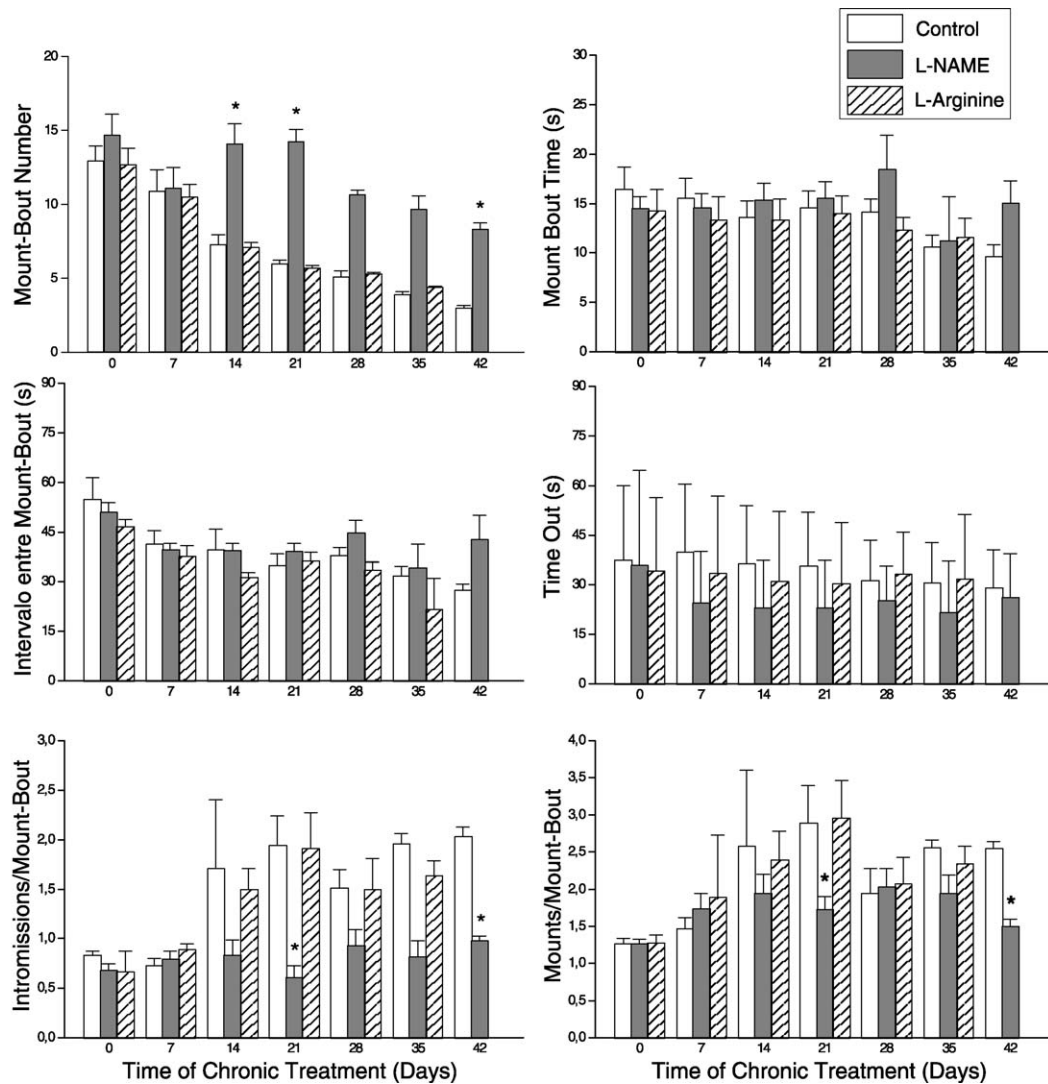 Control
L-NAME
L-Arginine
Mount-Bout Number
20
15
10
5
0
* * *
0 7 14 21 28 35 42
Mount Bout Time (s)
30
25
20
15
10
5
0
0 7 14 21 28 35 42
Intervalo entre Mount-Bout (s)
90
75
60
45
30
15
0
0 7 14 21 28 35 42
Time Out (s)
90
75
60
45
30
15
0
0 7 14 21 28 35 42
Intromissions/Mount-Bout
3,0
2,5
2,0
1,5
1,0
0,5
0,0
* *
0 7 14 21 28 35 42
Time of Chronic Treatment (Days)
Mounts/Mount-Bout
4,0
3,5
3,0
2,5
2,0
1,5
1,0
0,5
0,0
* *
0 7 14 21 28 35 42
Time of Chronic Treatment (Days)